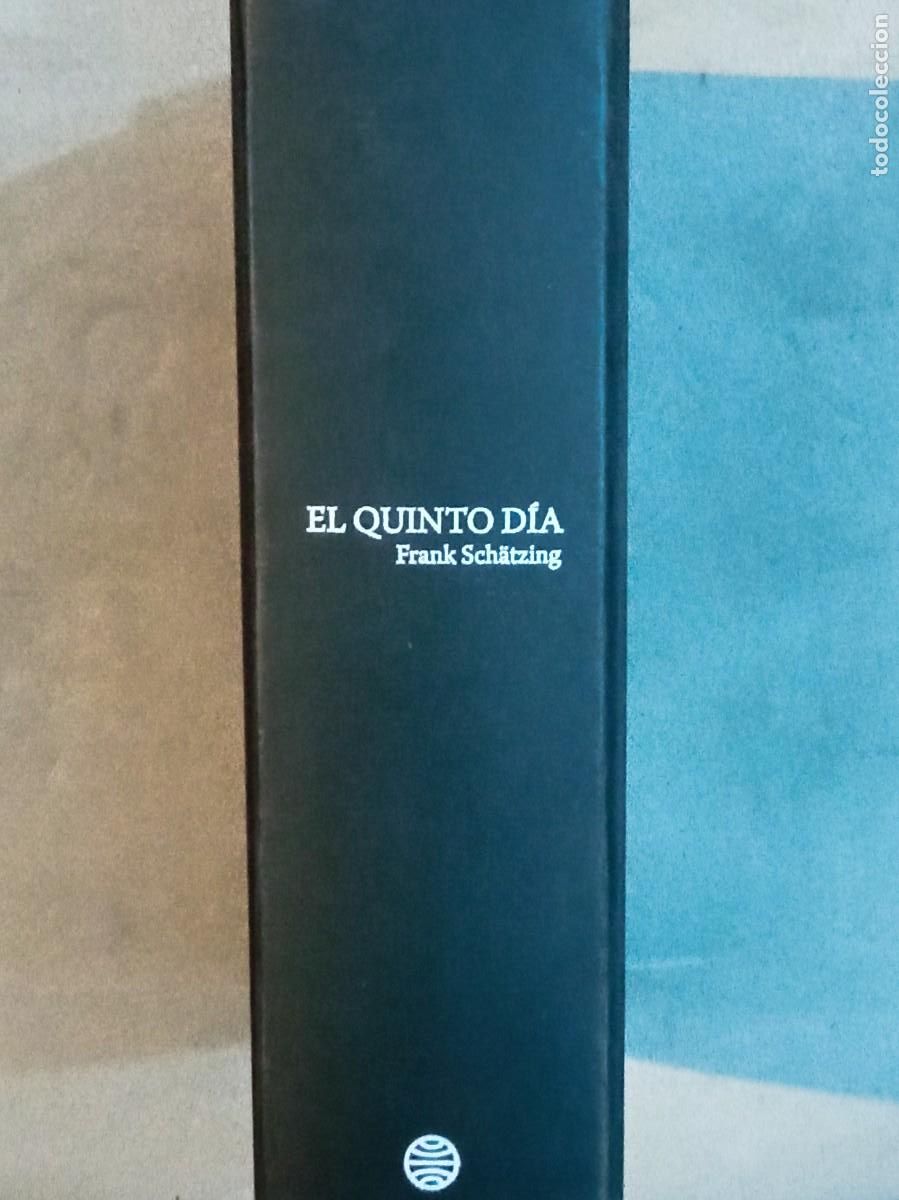 EL QUINTO DÍA
Frank Schätzing
todocoleccion